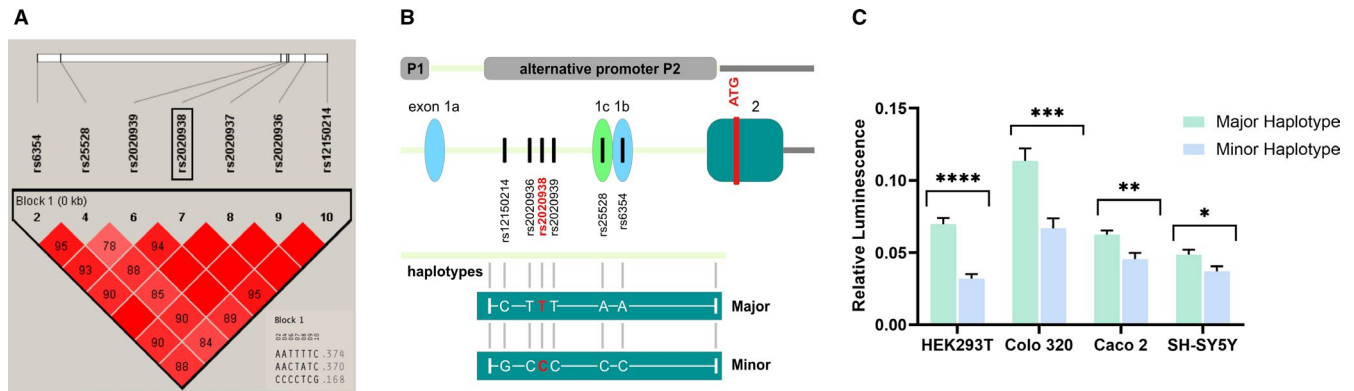 A
rs6354
rs25528
rs2020939
rs2020938
rs2020937
rs2020936
rs12150214
Block 1 (0 kb)
2 4 6 7 8 9 10
95 78 94
93 88
90 85 95
90 89
90 84
88
Block 1
AATTTTC .374
AACTATC .370
CCCCTCG .168
B
P1 alternative promoter P2
ATG
exon 1a 1c 1b 2
rs12150214
rs2020936
rs2020938
rs2020939
rs25528
rs6354
haplotypes
C T T T A A Major
G C C C C C Minor
C
Relative Luminescence
0.15
0.10
0.05
0.00
**** *** ** *
Major Haplotype
Minor Haplotype
HEK293T Colo 320 Caco 2 SH-SY5Y